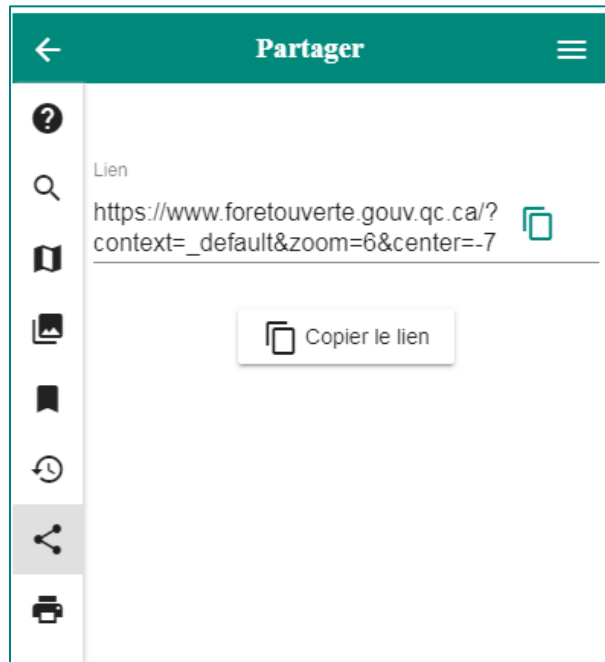 Partager
Lien
https://www.foretouverte.gouv.qc.ca/?
context=_default&zoom=6&center=-7
Copier le lien